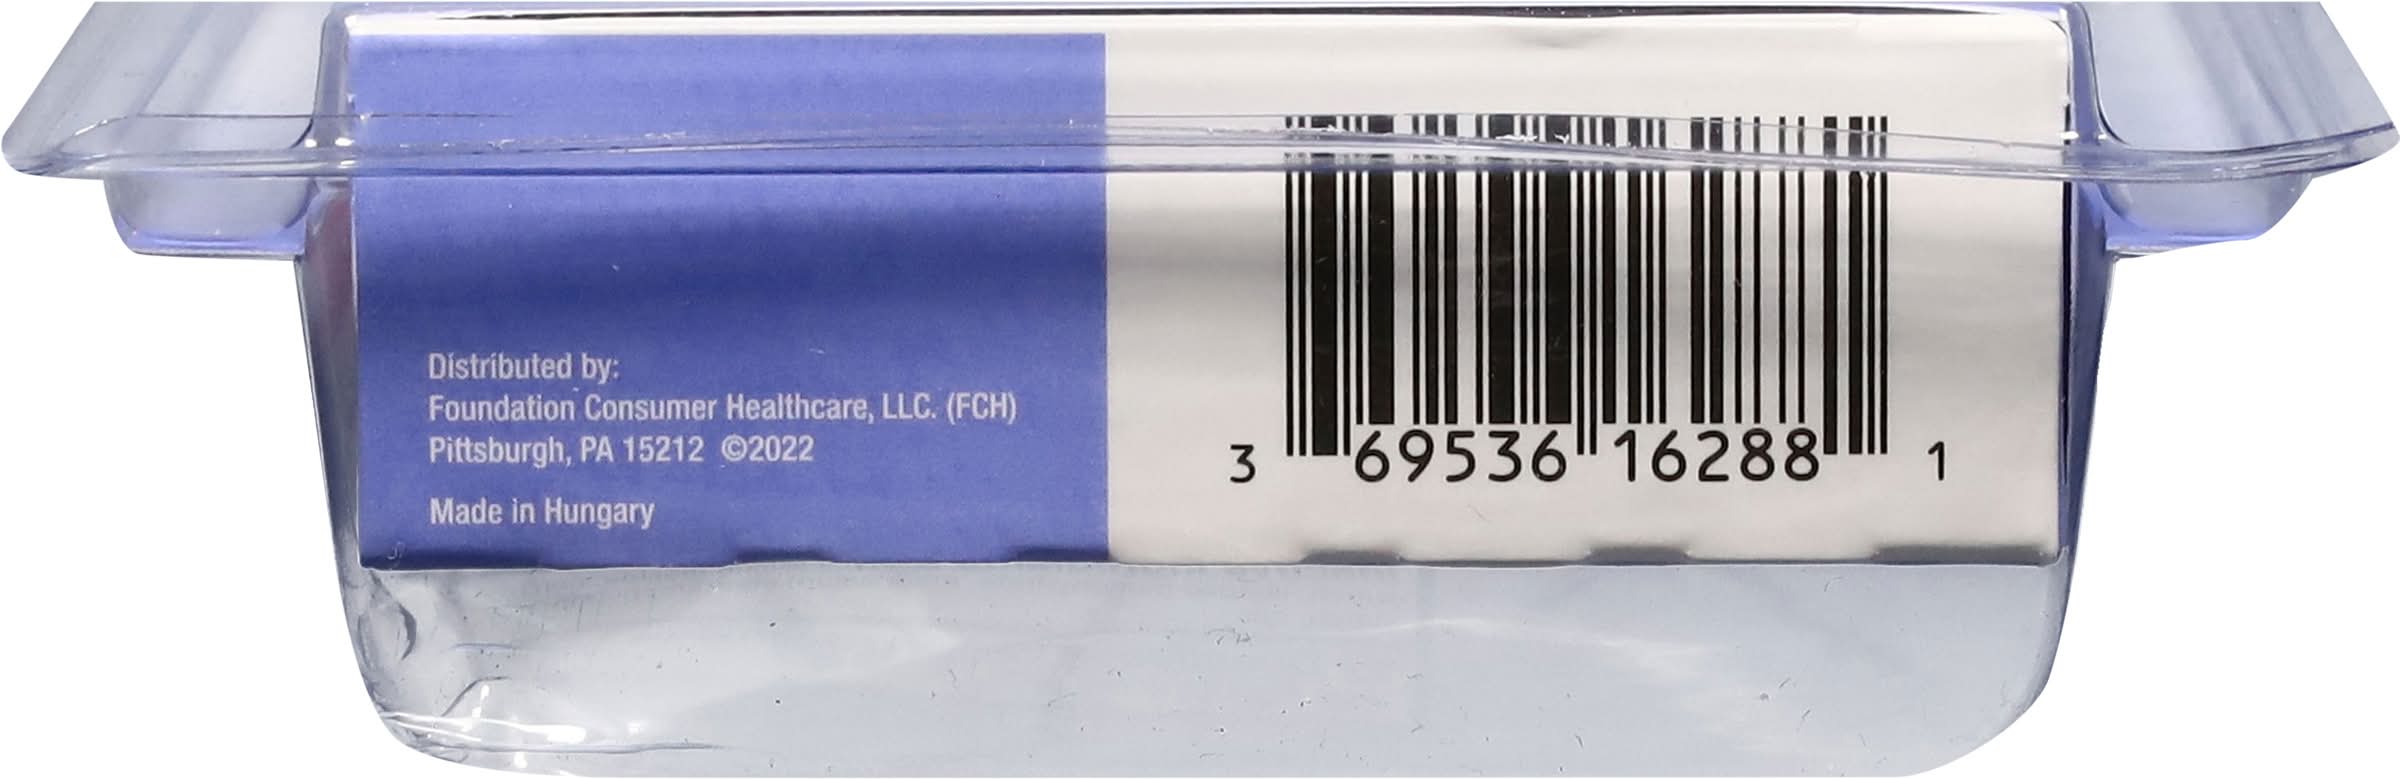 Distributed by:
Foundation Consumer Healthcare, LLC. (FCH)
Pittsburgh, PA 15212 ©2022
Made in Hungary
3 69536 16288 1